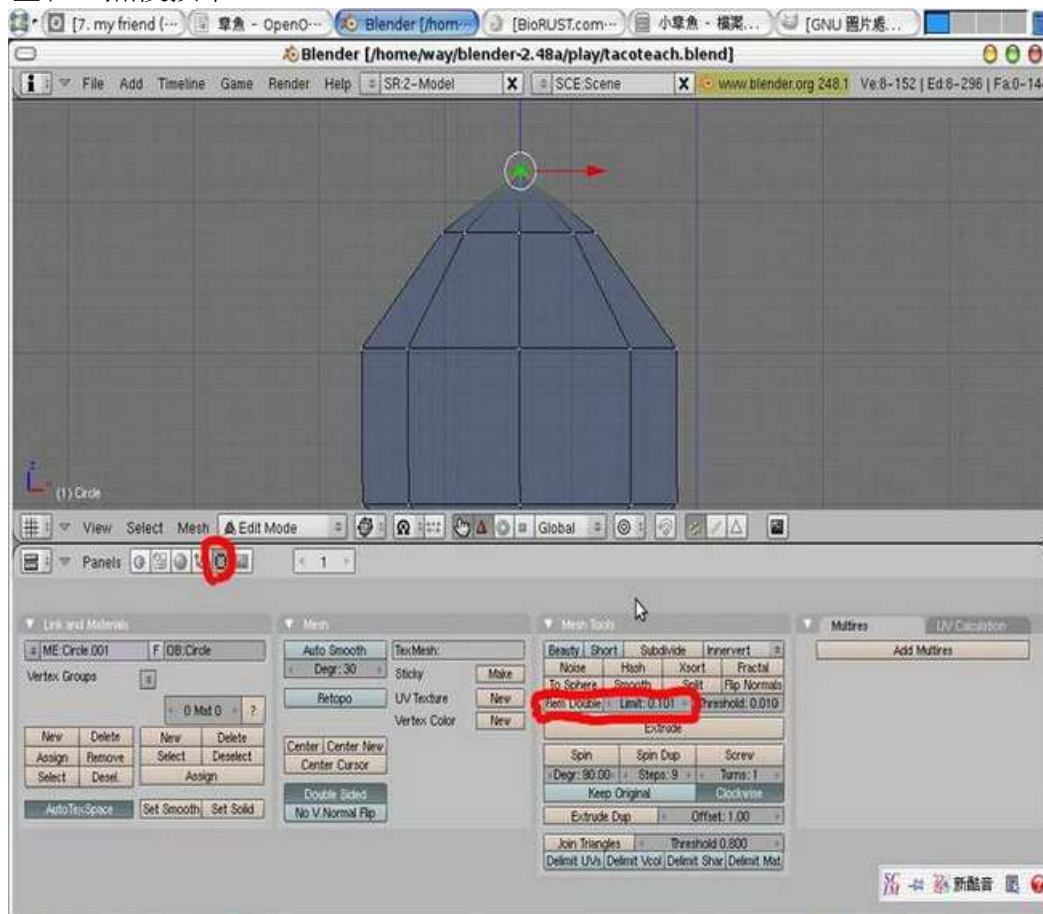 [7. my friend (…
章魚 - OpenO…
Blender [/hom…
[BioRUST.com…
小章魚 - 檔案…
[GNU 圖片處…
Blender [/home/way/blender-2.48a/play/tacoteach.blend]
File Add Timeline Game Render Help SR:2-Model X SCE:Scene X www.blender.org 248.1 Ve:8-152 | Ed:8-296 | Fa:0-14
z
(1) Circle
View Select Mesh Edit Mode Global
Panels 1
Link and Materials
ME:Circle.001 F OB:Circle
Vertex Groups
0 Mat 0 ?
New Delete New Delete
Assign Remove Select Deselect
Select Desel. Assign
AutoTexSpace Set Smooth Set Solid
Mesh
Auto Smooth TexMesh:
Degr: 30 Sticky Make
Retopo UV Texture New
Vertex Color New
Center Center New
Center Cursor
Double Sided
No V.Normal Flip
Mesh Tools
Beauty Short Subdivide Innervert
Noise Hash Xsort Fractal
To Sphere Smooth Split Flip Normals
Rem Double Limit: 0.101 Threshold: 0.010
Extrude
Spin Spin Dup Screw
Degr: 90.00 Steps: 9 Turns: 1
Keep Original Clockwise
Extrude Dup Offset: 1.00
Join Triangles Threshold 0.800
Delimit UVs Delimit Vcol Delimit Shar Delimit Mat
Multires UV Calculation
Add Multires
新酷音